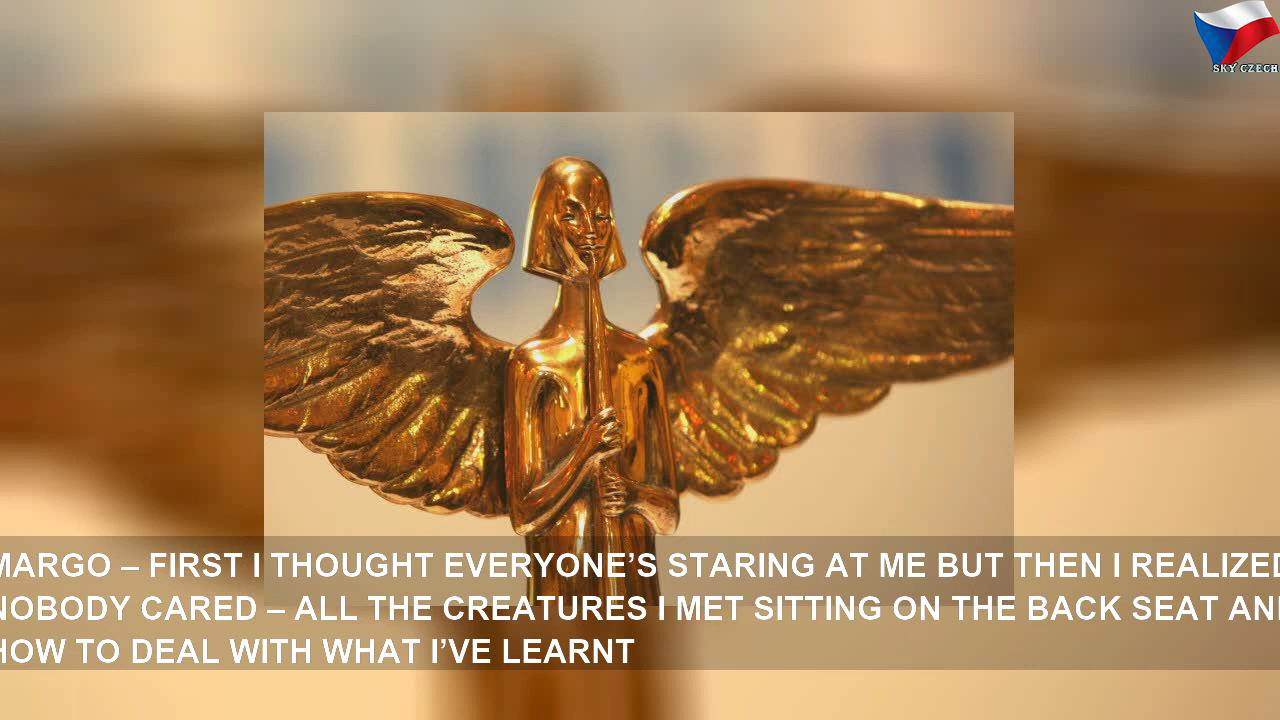 SKY CZECH
MARGO – FIRST I THOUGHT EVERYONE’S STARING AT ME BUT THEN I REALIZED
NOBODY CARED – ALL THE CREATURES I MET SITTING ON THE BACK SEAT AND
HOW TO DEAL WITH WHAT I’VE LEARNT